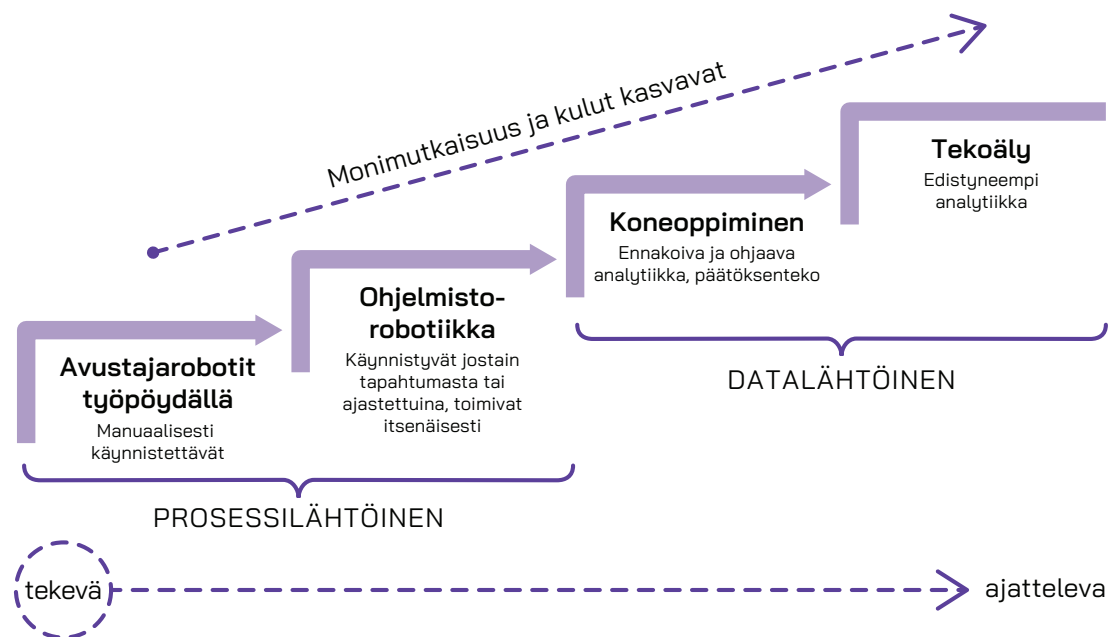 Monimutkaisuus ja kulut kasvavat
Avustajarobotit
työpöydällä
Manuaalisesti
käynnistettävät
Ohjelmisto-
robotiikka
Käynnistyvät jostain
tapahtumasta tai
ajastettuina, toimivat
itsenäisesti
Koneoppiminen
Ennakoiva ja ohjaava
analytiikka, päätöksenteko
Tekoäly
Edistyneempi
analytiikka
PROSESSILÄHTÖINEN
DATALÄHTÖINEN
tekevä
ajatteleva